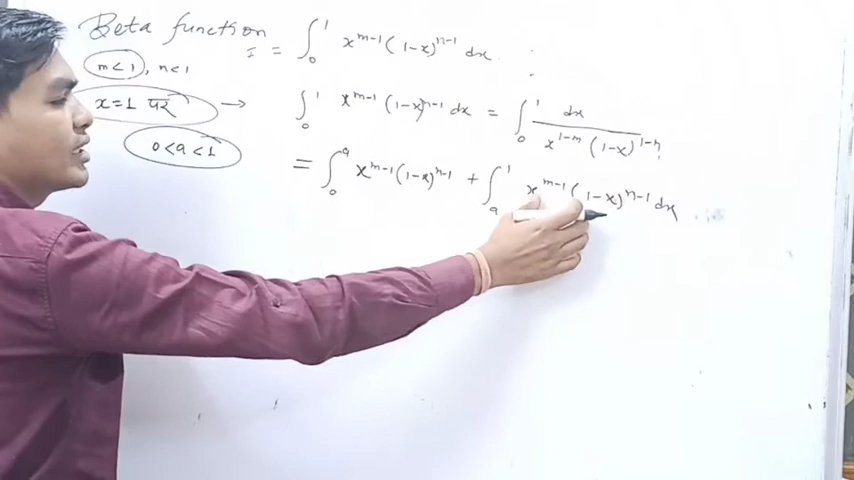 Beta function I = ∫₀¹ x^{m-1} (1-x)^{n-1} dx.
m<1, n<1
x=1 पर → ∫₀¹ x^{m-1} (1-x)^{n-1} dx = ∫₀¹ dx / x^{1-m} (1-x)^{1-n}
0<a<1
= ∫₀^a x^{m-1} (1-x)^{n-1} + ∫ₐ¹ x^{m-1} (1-x)^{n-1} dx